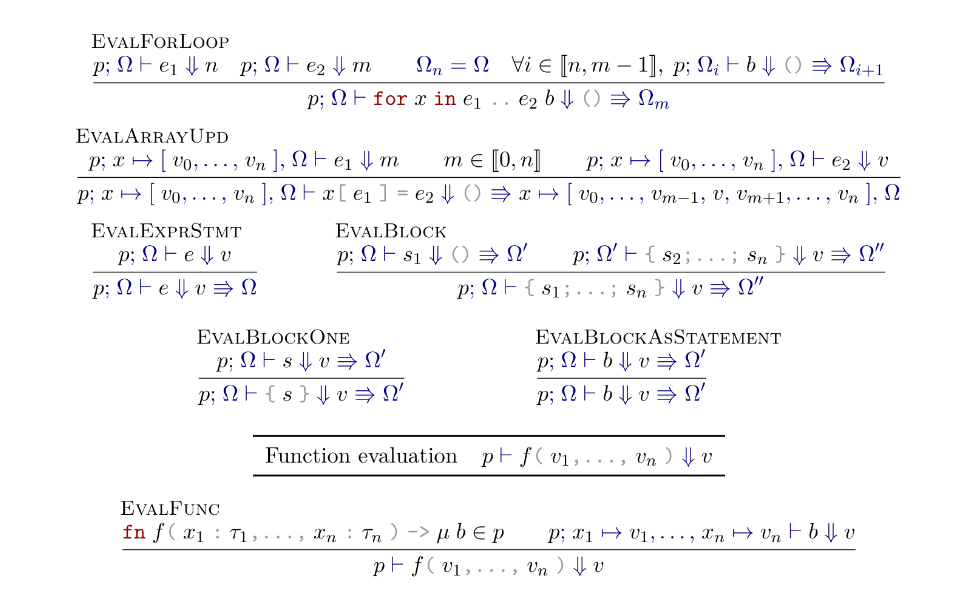 EvalForLoop
p; Ω ⊢ e₁ ⇓ n p; Ω ⊢ e₂ ⇓ m Ωₙ = Ω ∀i ∈ ⟦n, m − 1⟧, p; Ωᵢ ⊢ b ⇓ () ⇛ Ωᵢ₊₁
p; Ω ⊢ for x in e₁ .. e₂ b ⇓ () ⇛ Ωₘ
EvalArrayUpd
p; x ↦ [ v₀, …, vₙ ], Ω ⊢ e₁ ⇓ m m ∈ ⟦0, n⟧ p; x ↦ [ v₀, …, vₙ ], Ω ⊢ e₂ ⇓ v
p; x ↦ [ v₀, …, vₙ ], Ω ⊢ x[ e₁ ] = e₂ ⇓ () ⇛ x ↦ [ v₀, …, vₘ₋₁, v, vₘ₊₁, …, vₙ ], Ω
EvalExprStmt EvalBlock
p; Ω ⊢ e ⇓ v p; Ω ⊢ s₁ ⇓ () ⇛ Ω′ p; Ω′ ⊢ { s₂; …; sₙ } ⇓ v ⇛ Ω″
p; Ω ⊢ e ⇓ v ⇛ Ω p; Ω ⊢ { s₁; …; sₙ } ⇓ v ⇛ Ω″
EvalBlockOne EvalBlockAsStatement
p; Ω ⊢ s ⇓ v ⇛ Ω′ p; Ω ⊢ b ⇓ v ⇛ Ω′
p; Ω ⊢ { s } ⇓ v ⇛ Ω′ p; Ω ⊢ b ⇓ v ⇛ Ω′
Function evaluation p ⊢ f( v₁, …, vₙ ) ⇓ v
EvalFunc
fn f( x₁ : τ₁, …, xₙ : τₙ ) -> μ b ∈ p p; x₁ ↦ v₁, …, xₙ ↦ vₙ ⊢ b ⇓ v
p ⊢ f( v₁, …, vₙ ) ⇓ v